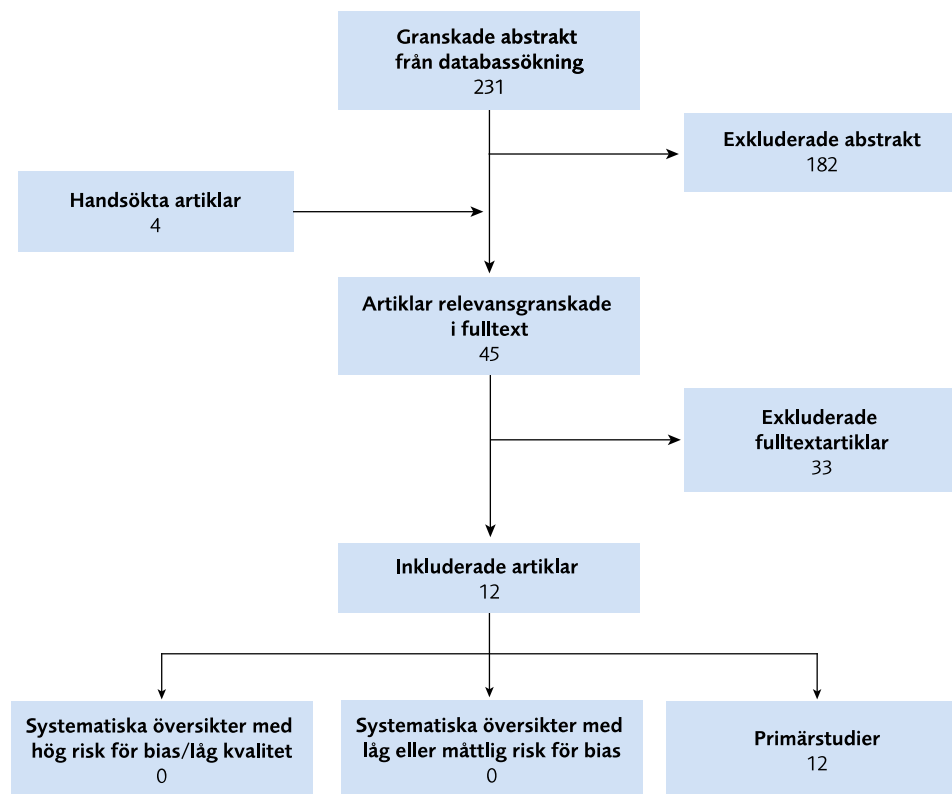 Granskade abstrakt
från databassökning
231
Exkluderade abstrakt
182
Handsökta artiklar
4
Artiklar relevansgranskade
i fulltext
45
Exkluderade
fulltextartiklar
33
Inkluderade artiklar
12
Systematiska översikter med
hög risk för bias/låg kvalitet
0
Systematiska översikter med
låg eller måttlig risk för bias
0
Primärstudier
12